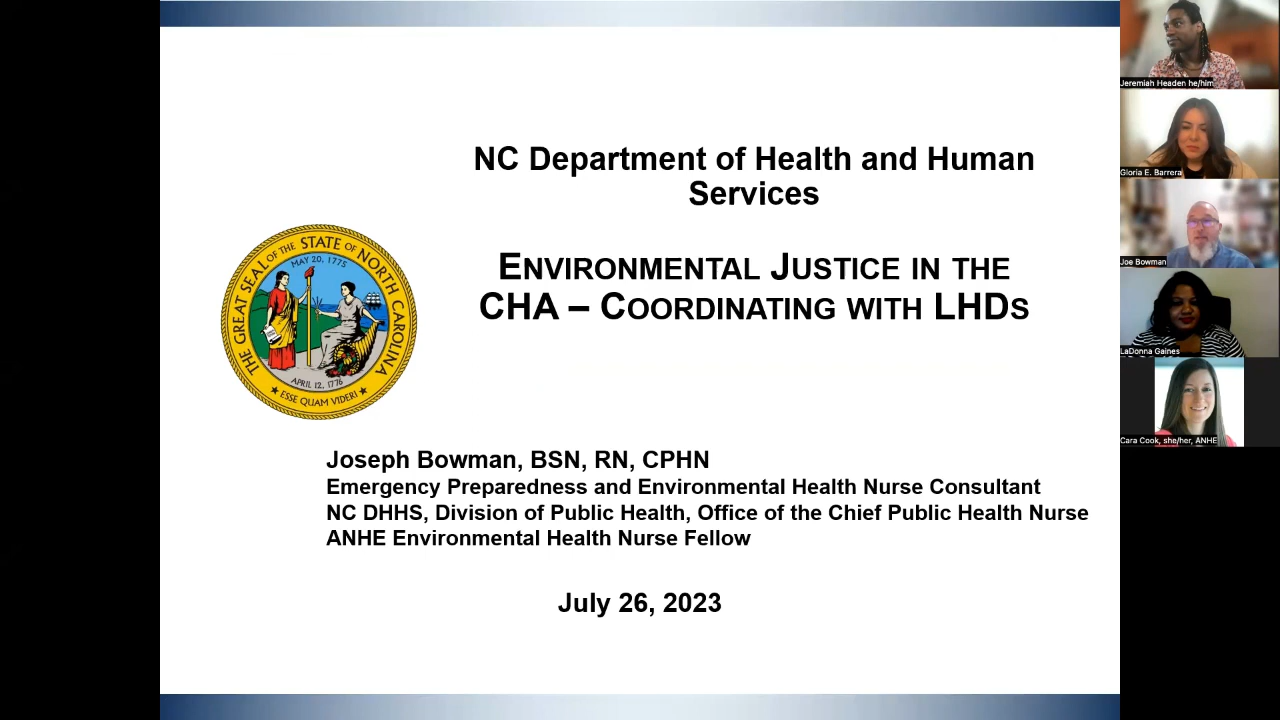 NC Department of Health and Human
Services
ENVIRONMENTAL JUSTICE IN THE
CHA – COORDINATING WITH LHDS
THE GREAT SEAL OF THE STATE OF NORTH CAROLINA
MAY 20, 1775
APRIL 12, 1776
★ ESSE QUAM VIDERI ★
Joseph Bowman, BSN, RN, CPHN
Emergency Preparedness and Environmental Health Nurse Consultant
NC DHHS, Division of Public Health, Office of the Chief Public Health Nurse
ANHE Environmental Health Nurse Fellow
July 26, 2023
Jeremiah Headen he/him
Gloria E. Barrera
Joe Bowman
LaDonna Gaines
Cara Cook, she/her, ANHE